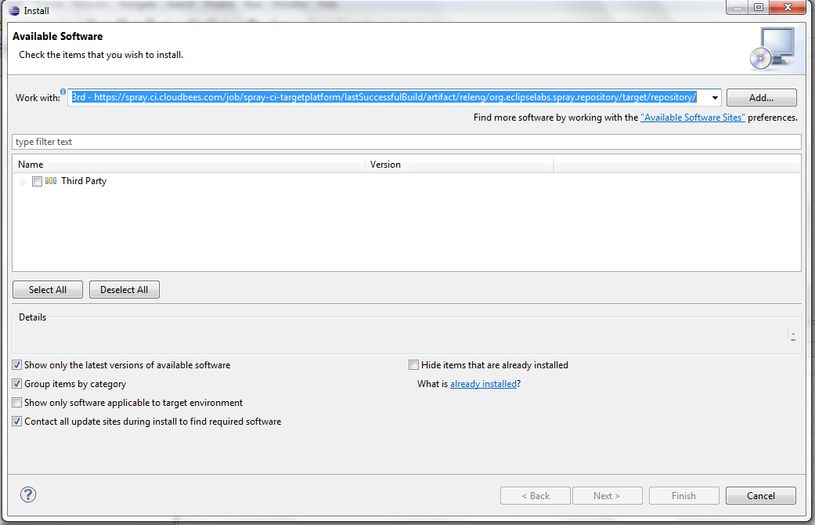 Install
Available Software
Check the items that you wish to install.
Work with: 3rd - https://spray.ci.cloudbees.com/job/spray-ci-targetplatform/lastSuccessfulBuild/artifact/releng/org.eclipselabs.spray.repository/target/repository/ Add...
Find more software by working with the "Available Software Sites" preferences.
type filter text
Name Version
Third Party
Select All Deselect All
Details
Show only the latest versions of available software Hide items that are already installed
Group items by category What is already installed?
Show only software applicable to target environment
Contact all update sites during install to find required software
? < Back Next > Finish Cancel